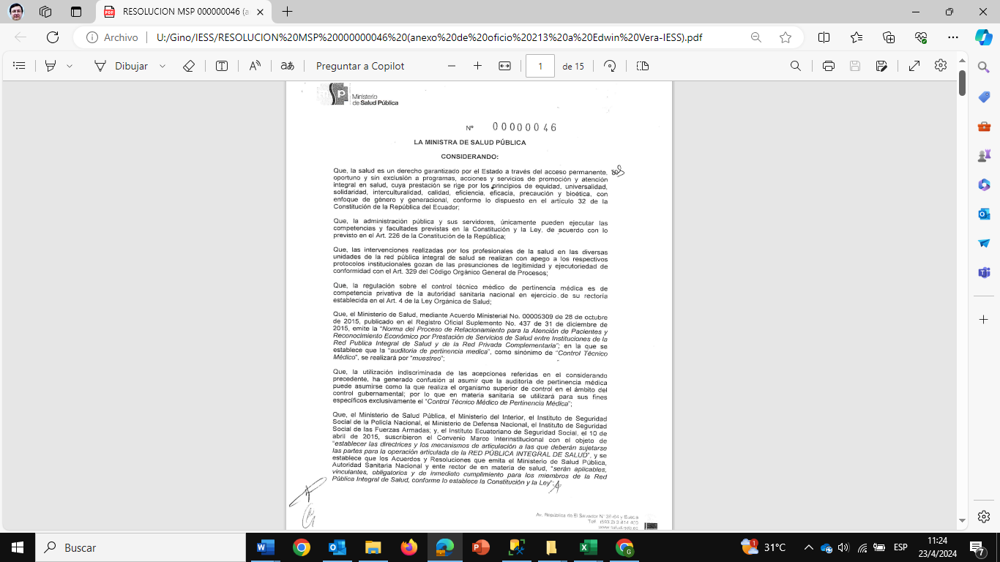 RESOLUCION MSP 000000046 (a
Archivo
U:/Gino/IESS/RESOLUCION%20MSP%20000000046%20(anexo%20de%20oficio%20213%20a%20Edwin%20Vera-IESS).pdf
Dibujar
Preguntar a Copilot
1
de 15
Ministerio
de Salud Pública
Nº 00000046
LA MINISTRA DE SALUD PÚBLICA
CONSIDERANDO:
Que, la salud es un derecho garantizado por el Estado a través del acceso permanente,
oportuno y sin exclusión a programas, acciones y servicios de promoción y atención
integral en salud, cuya prestación se rige por los principios de equidad, universalidad,
solidaridad, interculturalidad, calidad, eficiencia, eficacia, precaución y bioética, con
enfoque de género y generacional, conforme lo dispuesto en el artículo 32 de la
Constitución de la República del Ecuador;
Que, la administración pública y sus servidores, únicamente pueden ejecutar las
competencias y facultades previstas en la Constitución y la Ley, de acuerdo con lo
previsto en el Art. 226 de la Constitución de la República;
Que, las intervenciones realizadas por los profesionales de la salud en las diversas
unidades de la red pública integral de salud se realizan con apego a los respectivos
protocolos institucionales gozan de las presunciones de legitimidad y ejecutoriedad de
conformidad con el Art. 329 del Código Orgánico General de Procesos;
Que, la regulación sobre el control técnico médico de pertinencia médica es de
competencia privativa de la autoridad sanitaria nacional en ejercicio de su rectoría
establecida en el Art. 4 de la Ley Orgánica de Salud;
Que, el Ministerio de Salud, mediante Acuerdo Ministerial No. 00005309 de 28 de octubre
de 2015, publicado en el Registro Oficial Suplemento No. 437 de 31 de diciembre de
2015, emite la “Norma del Proceso de Relacionamiento para la Atención de Pacientes y
Reconocimiento Económico por Prestación de Servicios de Salud entre Instituciones de la
Red Publica Integral de Salud y de la Red Privada Complementaria”; en la que se
establece que la “auditoria de pertinencia medica”, como sinónimo de “Control Técnico
Médico”, se realizará por “muestreo”;
Que, la utilización indiscriminada de las acepciones referidas en el considerando
precedente, ha generado confusión al asumir que la auditoría de pertinencia médica
puede asumirse como la que realiza el organismo superior de control en el ámbito del
control gubernamental; por lo que en materia sanitaria se utilizará para sus fines
específicos exclusivamente el “Control Técnico Médico de Pertinencia Médica”;
Que, el Ministerio de Salud Pública, el Ministerio del Interior, el Instituto de Seguridad
Social de la Policía Nacional, el Ministerio de Defensa Nacional, el Instituto de Seguridad
Social de las Fuerzas Armadas; y, el Instituto Ecuatoriano de Seguridad Social, el 10 de
abril de 2015, suscribieron el Convenio Marco Interinstitucional con el objeto de
“establecer las directrices y los mecanismos de articulación a las que deberán sujetarse
las partes para la operación articulada de la RED PÚBLICA INTEGRAL DE SALUD”, y se
establece que los Acuerdos y Resoluciones que emita el Ministerio de Salud Pública,
Autoridad Sanitaria Nacional y ente rector de en materia de salud, “serán aplicables,
vinculantes, obligatorios y de inmediato cumplimiento para los miembros de la Red
Pública Integral de Salud, conforme lo establece la Constitución y la Ley”;
Av. República de El Salvador
Buscar
31°C
ESP
11:24
23/4/2024
7